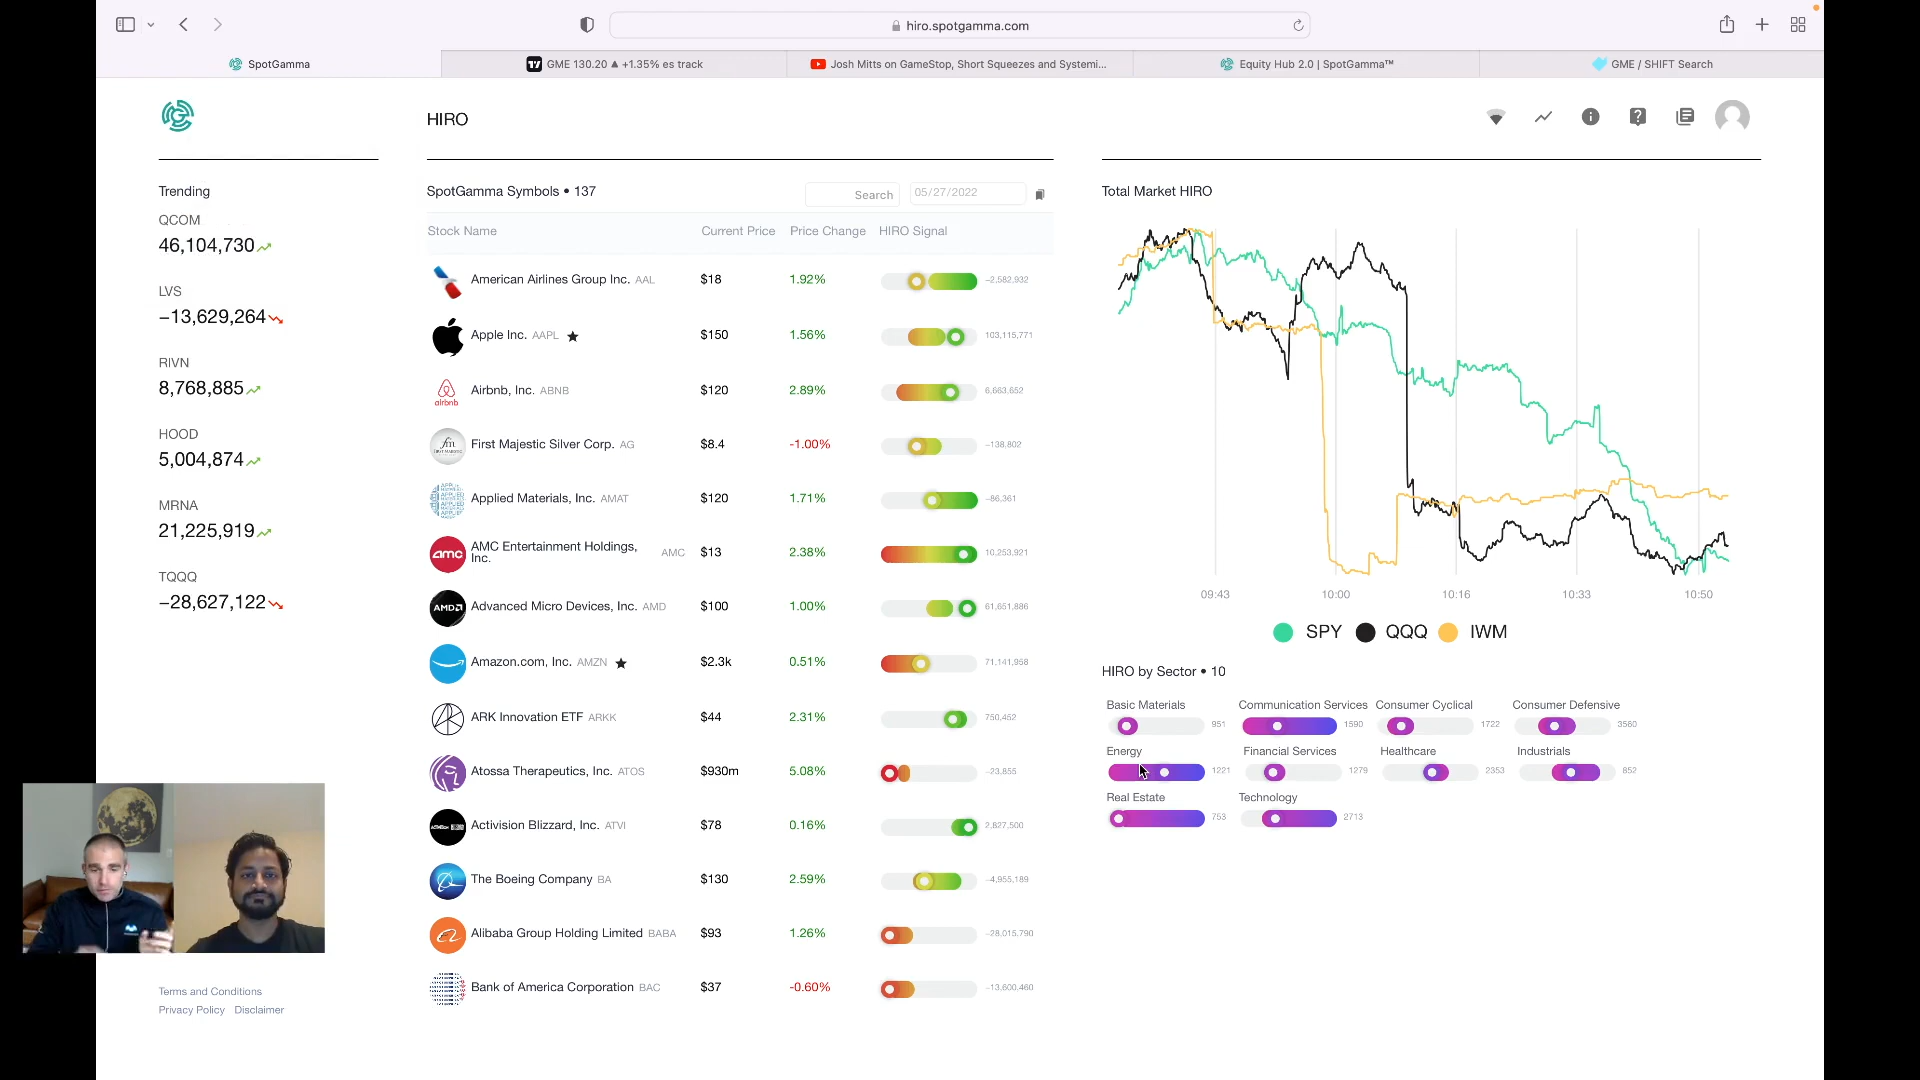 hiro.spotgamma.com
SpotGamma
GME 130.20 ▲ +1.35% es track
Josh Mitts on GameStop, Short Squeezes and Systemi...
Equity Hub 2.0 | SpotGamma™
GME / SHIFT Search
HIRO
Trending
QCOM
46,104,730
LVS
−13,629,264
RIVN
8,768,885
HOOD
5,004,874
MRNA
21,225,919
TQQQ
−28,627,122
Terms and Conditions
Privacy Policy Disclaimer
SpotGamma Symbols • 137
Search
05/27/2022
Stock Name Current Price Price Change HIRO Signal
American Airlines Group Inc. AAL $18 1.92% −2,582,932
Apple Inc. AAPL ★ $150 1.56% 103,115,771
airbnb Airbnb, Inc. ABNB $120 2.89% 6,663,652
First Majestic Silver Corp. AG $8.4 -1.00% −138,802
Applied Materials, Inc. AMAT $120 1.71% −86,361
amc AMC Entertainment Holdings, Inc. AMC $13 2.38% 10,253,921
AMD Advanced Micro Devices, Inc. AMD $100 1.00% 61,651,886
Amazon.com, Inc. AMZN ★ $2.3k 0.51% 71,141,958
ARK Innovation ETF ARKK $44 2.31% 750,452
Atossa Therapeutics, Inc. ATOS $930m 5.08% −23,855
Activision Blizzard, Inc. ATVI $78 0.16% 2,827,500
The Boeing Company BA $130 2.59% −4,955,189
Alibaba Group Holding Limited BABA $93 1.26% −28,015,790
Bank of America Corporation BAC $37 -0.60% −13,600,460
Total Market HIRO
09:43 10:00 10:16 10:33 10:50
SPY QQQ IWM
HIRO by Sector • 10
Basic Materials Communication Services Consumer Cyclical Consumer Defensive
951 1590 1722 3560
Energy Financial Services Healthcare Industrials
1221 1279 2353 852
Real Estate Technology
753 2713